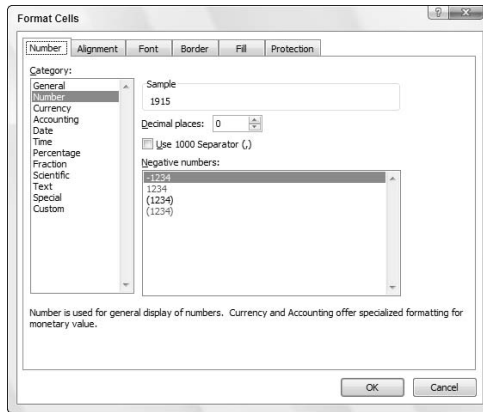 Format Cells
Number Alignment Font Border Fill Protection
Category:
General
Number
Currency
Accounting
Date
Time
Percentage
Fraction
Scientific
Text
Special
Custom
Sample
1915
Decimal places: 0
Use 1000 Separator (,)
Negative numbers:
-1234
1234
(1234)
(1234)
Number is used for general display of numbers. Currency and Accounting offer specialized formatting for
monetary value.
OK Cancel